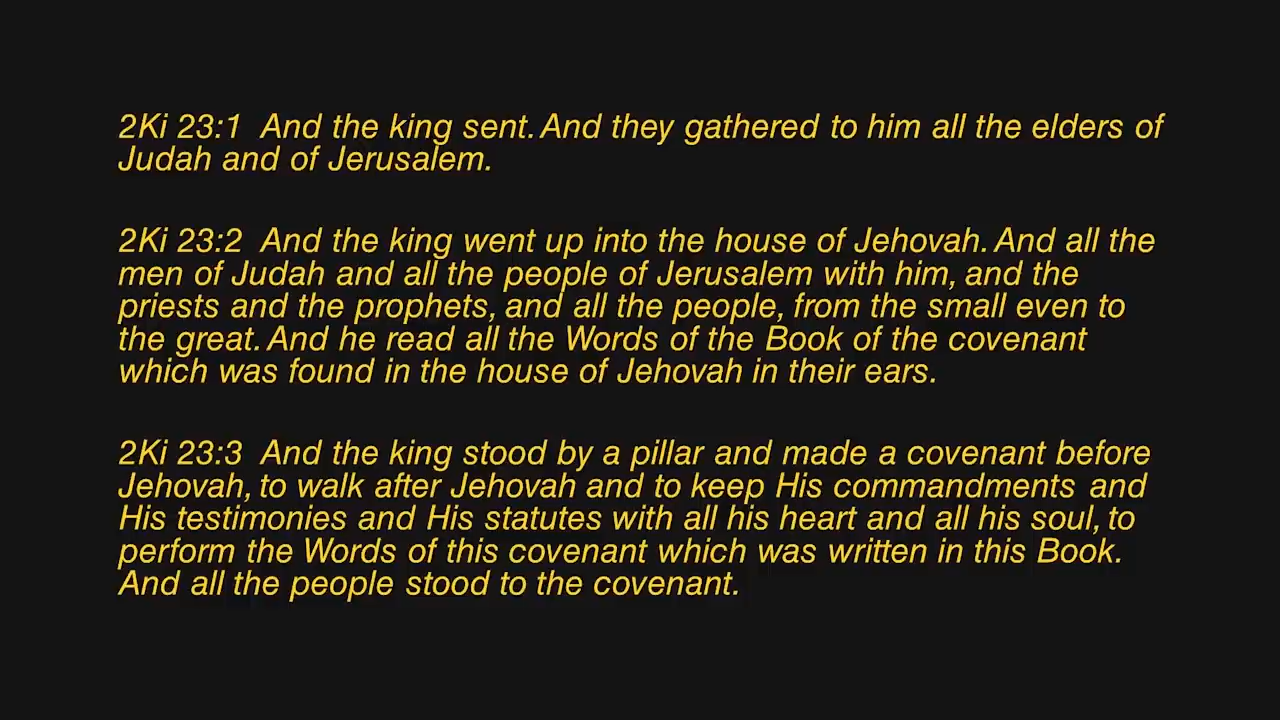 2Ki 23:1  And the king sent. And they gathered to him all the elders of
Judah and of Jerusalem.
2Ki 23:2  And the king went up into the house of Jehovah. And all the
men of Judah and all the people of Jerusalem with him, and the
priests and the prophets, and all the people, from the small even to
the great. And he read all the Words of the Book of the covenant
which was found in the house of Jehovah in their ears.
2Ki 23:3  And the king stood by a pillar and made a covenant before
Jehovah, to walk after Jehovah and to keep His commandments and
His testimonies and His statutes with all his heart and all his soul, to
perform the Words of this covenant which was written in this Book.
And all the people stood to the covenant.